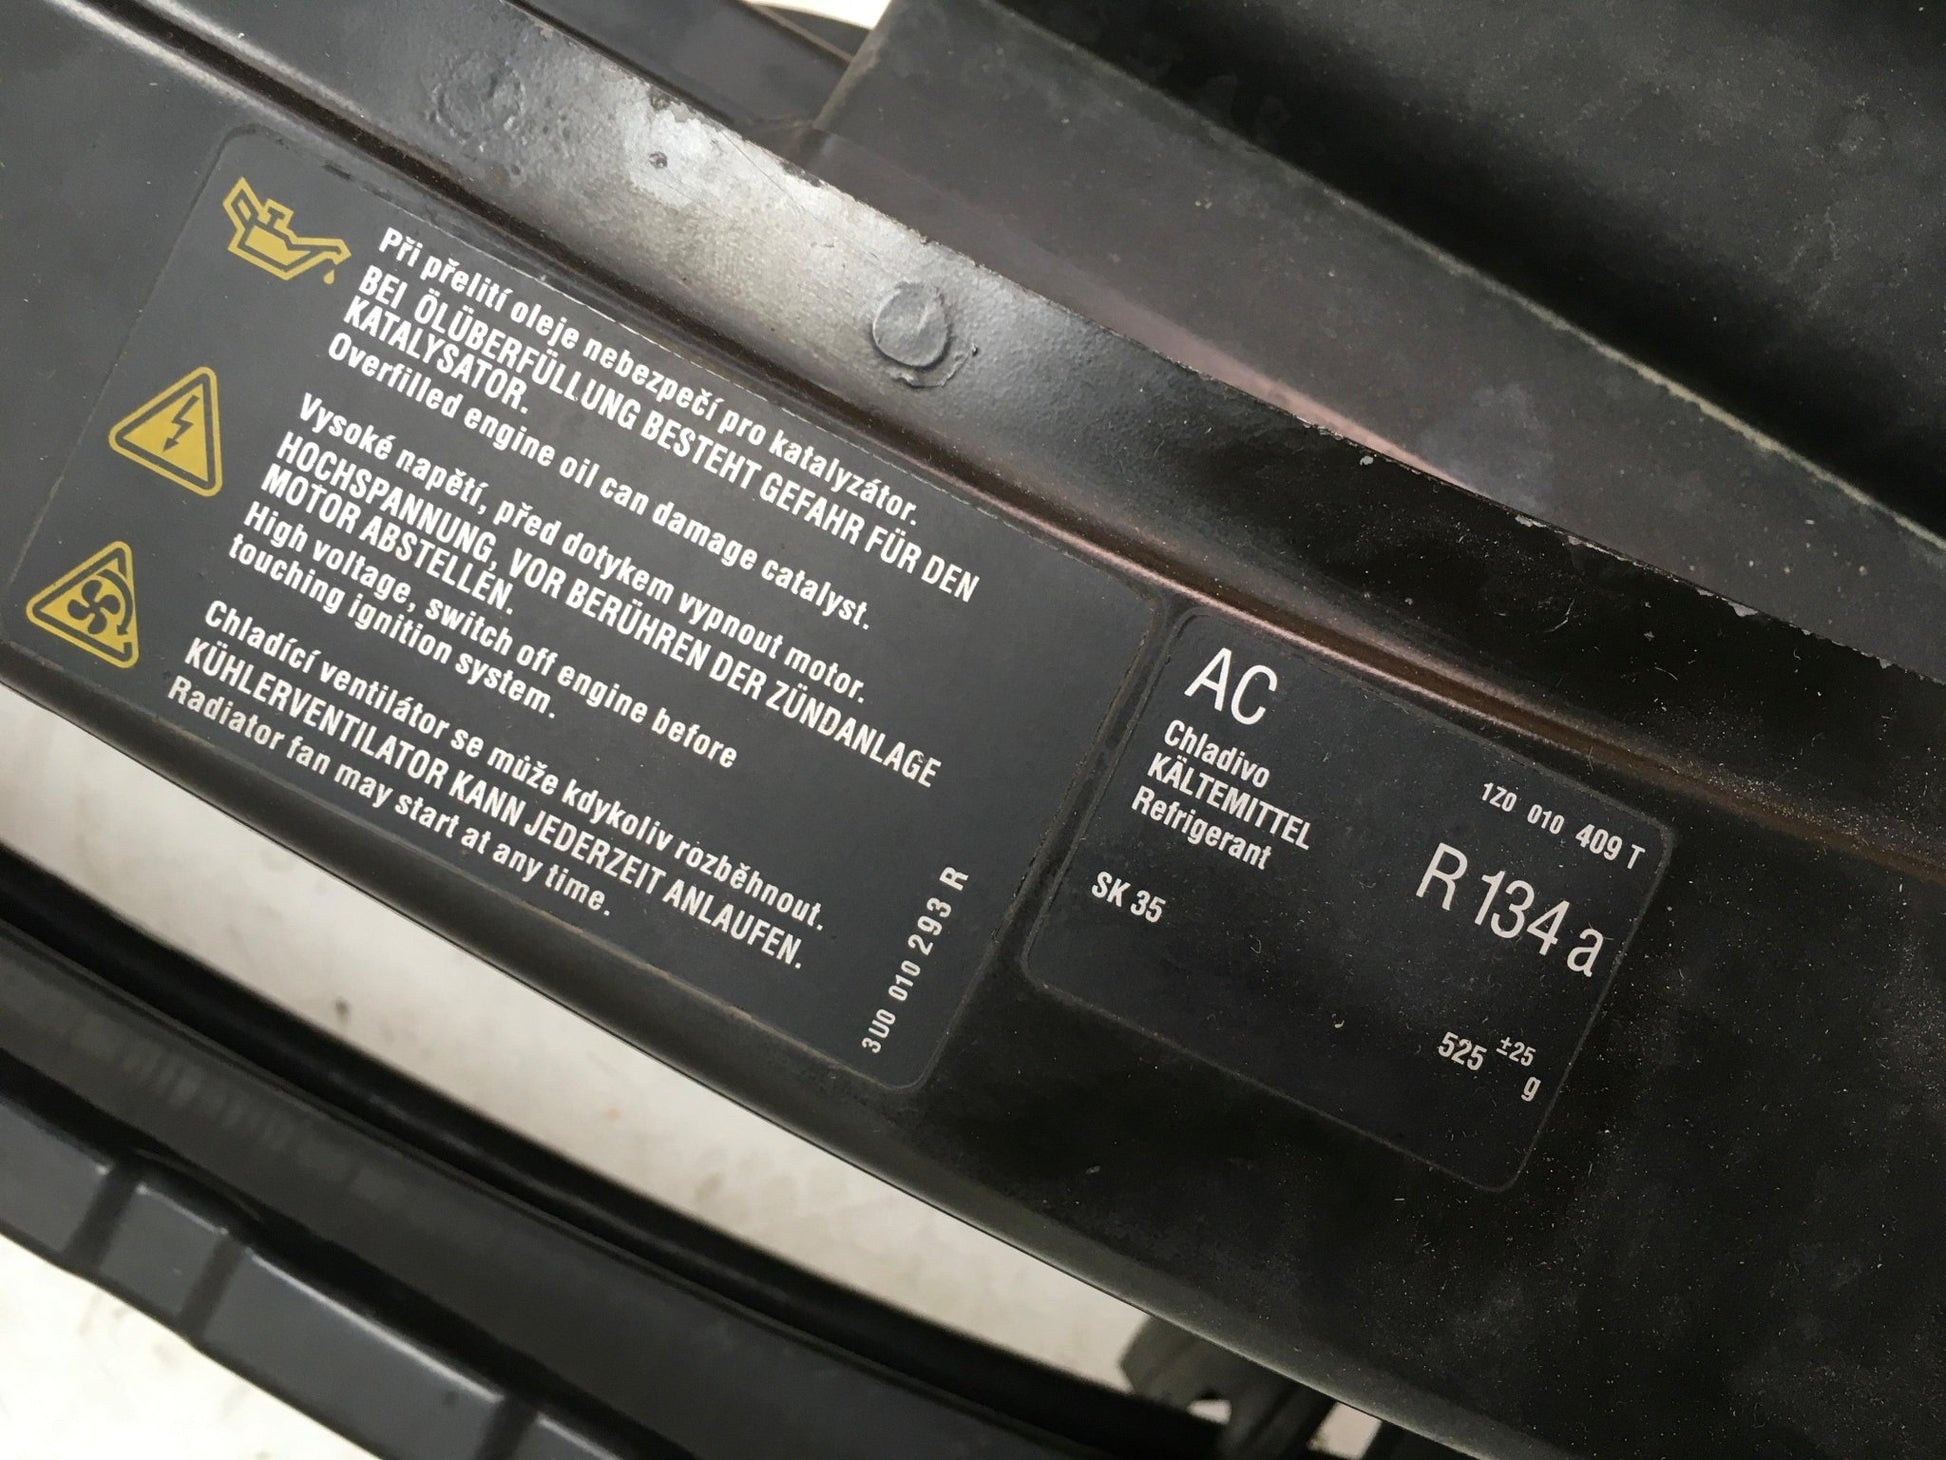 Při přelití oleje nebezpečí pro katalyzátor.
BEI ÖLÜBERFÜLLUNG BESTEHT GEFAHR FÜR DEN
KATALYSATOR.
Overfilled engine oil can damage catalyst.
Vysoké napětí, před dotykem vypnout motor.
HOCHSPANNUNG, VOR BERÜHREN DER ZÜNDANLAGE
MOTOR ABSTELLEN.
High voltage, switch off engine before
touching ignition system.
Chladící ventilátor se může kdykoliv rozběhnout.
KÜHLERVENTILATOR KANN JEDERZEIT ANLAUFEN.
Radiator fan may start at any time.
3U0 010 293 R
AC
Chladivo
KÄLTEMITTEL
Refrigerant
SK 35
1Z0 010 409 T
R 134 a
525 ±25 g